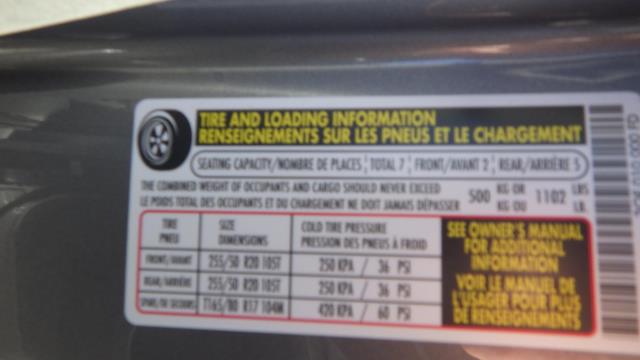 TIRE AND LOADING INFORMATION
RENSEIGNEMENTS SUR LES PNEUS ET LE CHARGEMENT
SEATING CAPACITY/NOMBRE DE PLACES TOTAL 7 FRONT/AVANT 2 REAR/ARRIÈRE 5
THE COMBINED WEIGHT OF OCCUPANTS AND CARGO SHOULD NEVER EXCEED 500 KG OR 1102 LBS
LE POIDS TOTAL DES OCCUPANTS ET DU CHARGEMENT NE DOIT JAMAIS DÉPASSER KG OU LB
TIRE SIZE COLD TIRE PRESSURE
PNEU DIMENSIONS PRESSION DES PNEUS À FROID
FRONT/AVANT 255/50 R20 105T 250 KPA / 36 PSI
REAR/ARRIÈRE 255/50 R20 105T 250 KPA / 36 PSI
SPARE/DE SECOURS T165/80 R17 104M 420 KPA / 60 PSI
SEE OWNER'S MANUAL
FOR ADDITIONAL
INFORMATION
VOIR LE MANUEL DE
L'USAGER POUR PLUS
DE RENSEIGNEMENTS